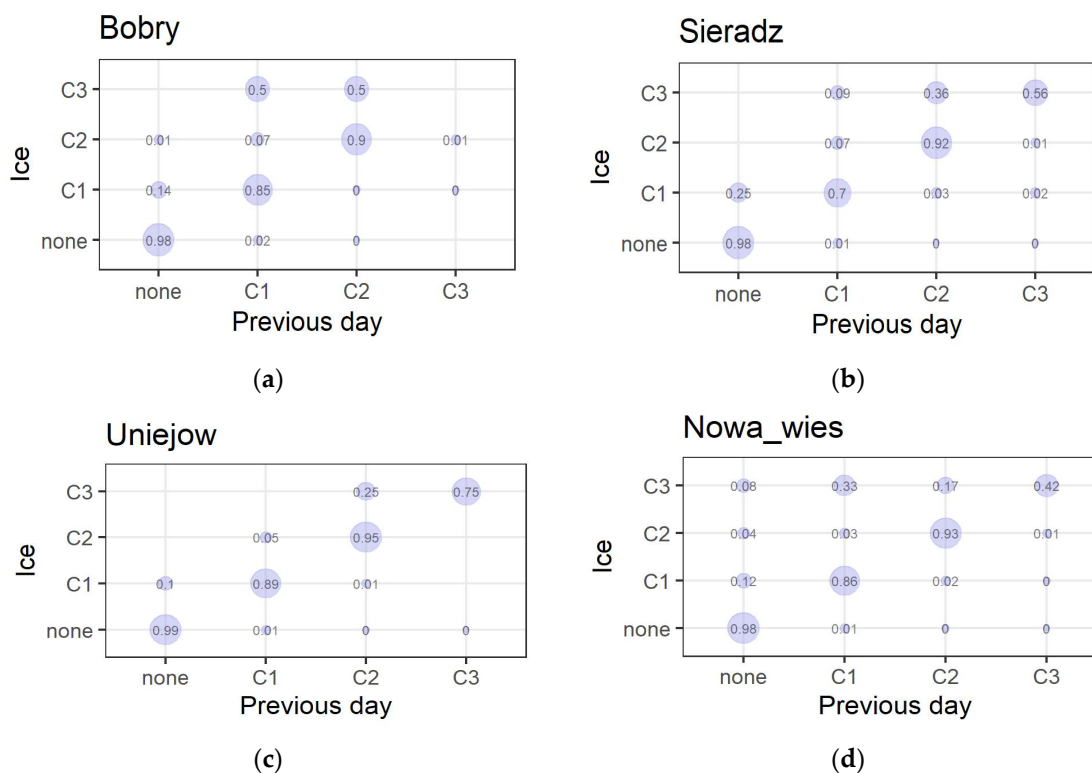 Bobry
Ice
C3 0.5 0.5
C2 0.01 0.07 0.9 0.01
C1 0.14 0.85 0 0
none 0.98 0.02 0
none C1 C2 C3
Previous day
(a)
Sieradz
Ice
C3 0.09 0.36 0.56
C2 0.07 0.92 0.01
C1 0.25 0.7 0.03 0.02
none 0.98 0.01 0 0
none C1 C2 C3
Previous day
(b)
Uniejow
Ice
C3 0.25 0.75
C2 0.05 0.95
C1 0.1 0.89 0.01
none 0.99 0.01 0 0
none C1 C2 C3
Previous day
(c)
Nowa_wies
Ice
C3 0.08 0.33 0.17 0.42
C2 0.04 0.03 0.93 0.01
C1 0.12 0.86 0.02 0
none 0.98 0.01 0 0
none C1 C2 C3
Previous day
(d)